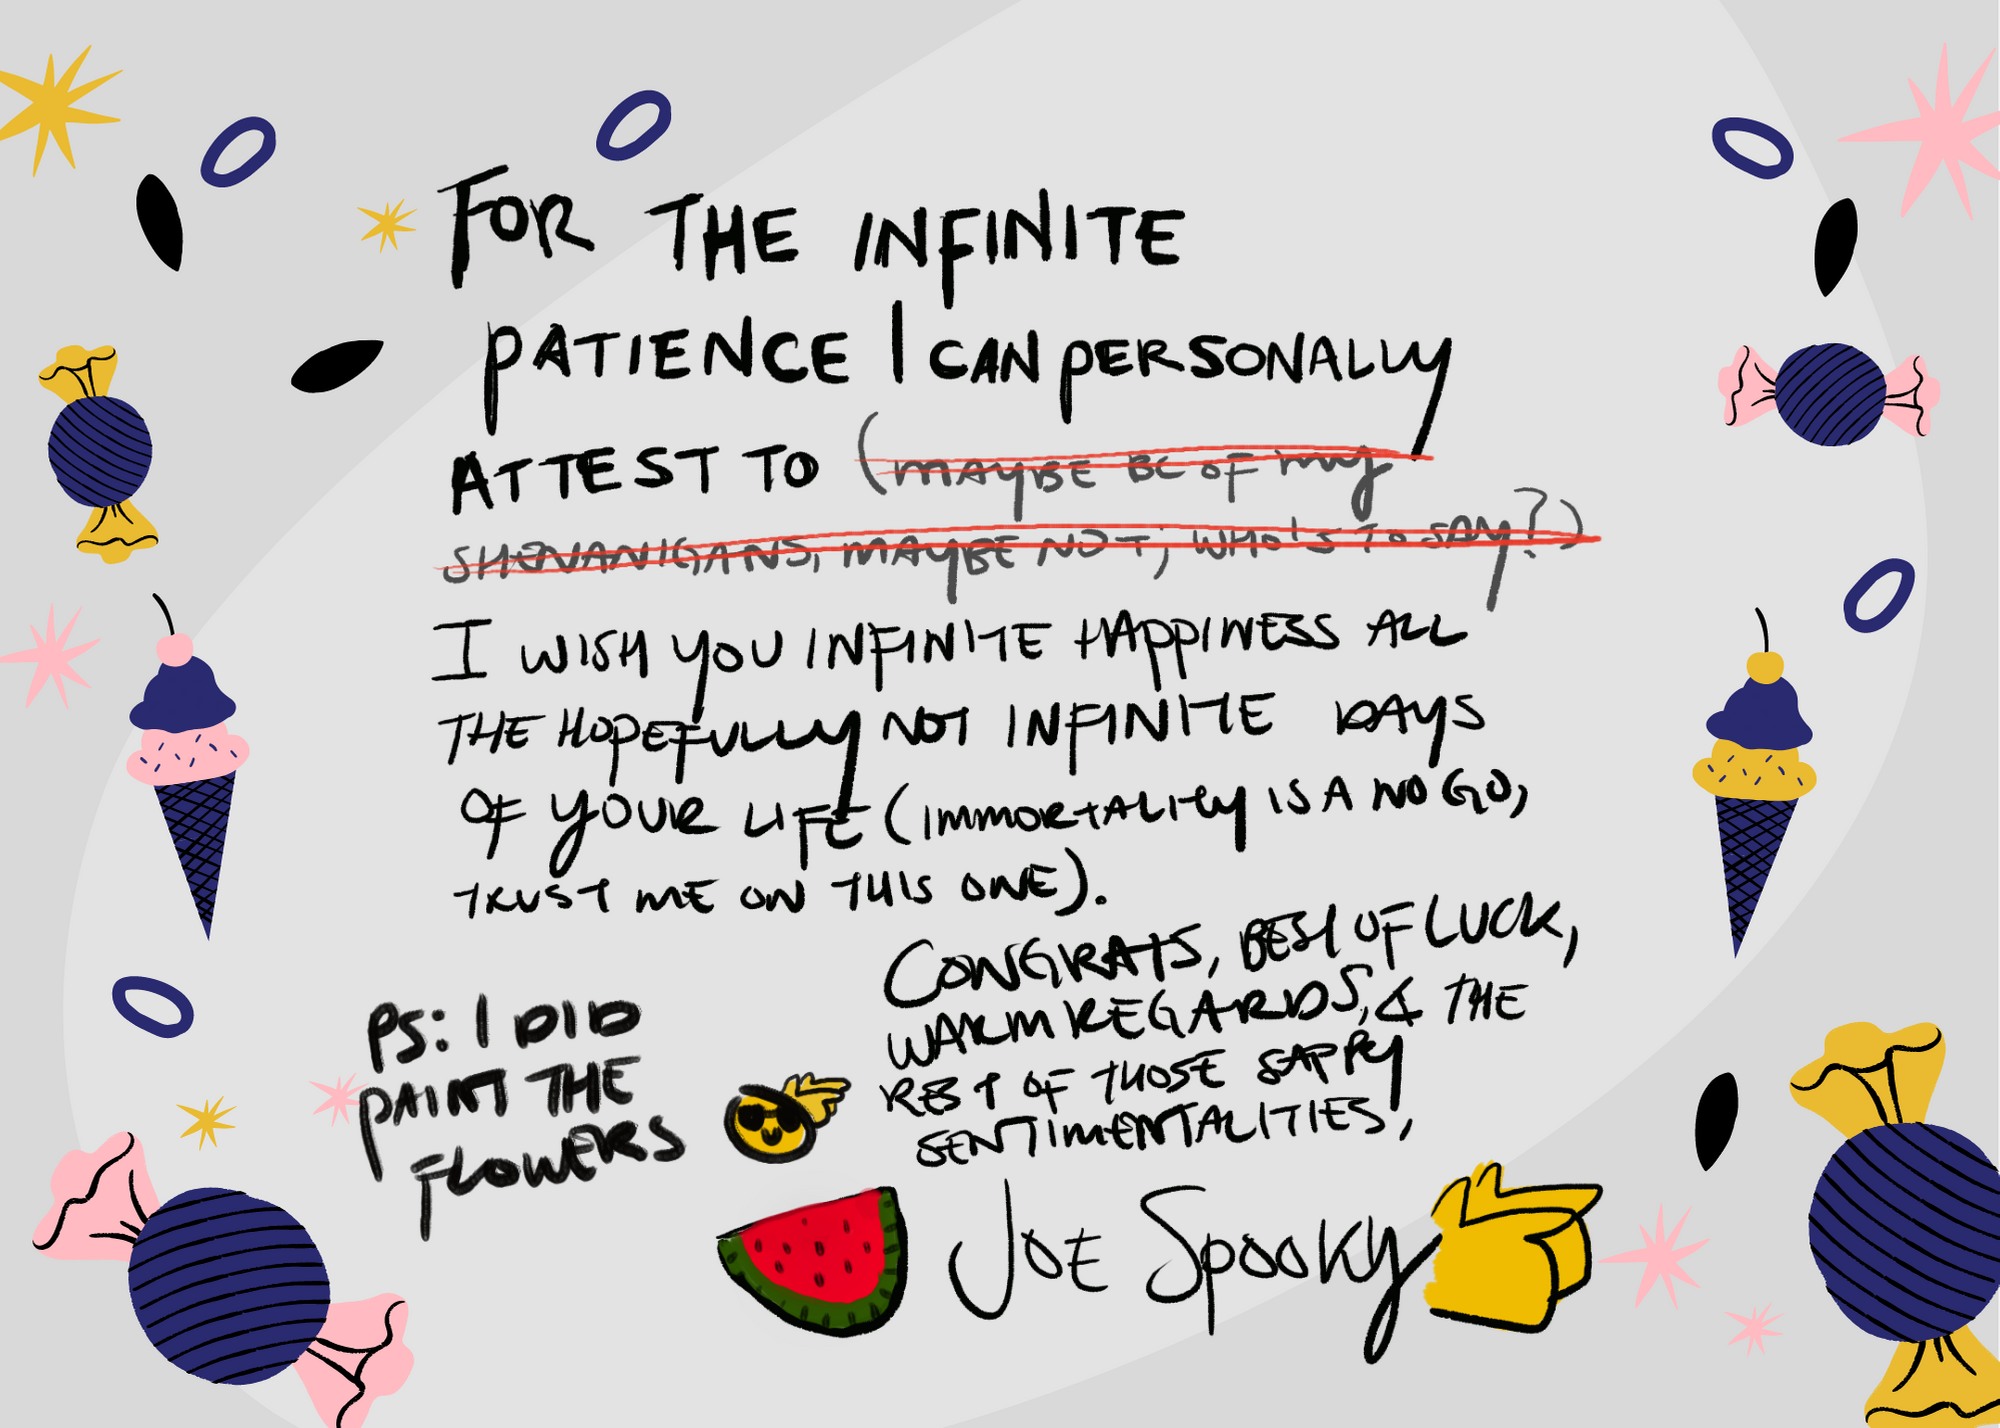 FOR THE INFINITE
PATIENCE I CAN PERSONALLY
ATTEST TO (MAYBE BC OF MY
SHENANIGANS, MAYBE NOT; WHO'S TO SAY?)
I WISH YOU INFINITE HAPPINESS ALL
THE HOPEFULLY NOT INFINITE DAYS
OF YOUR LIFE (IMMORTALITY IS A NO GO,
TRUST ME ON THIS ONE).
CONGRATS, BEST OF LUCK,
WARM REGARDS, & THE
REST OF THOSE SAPPY
SENTIMENTALITIES,
JOE SPOOKY
PS: I DID
PAINT THE
FLOWERS